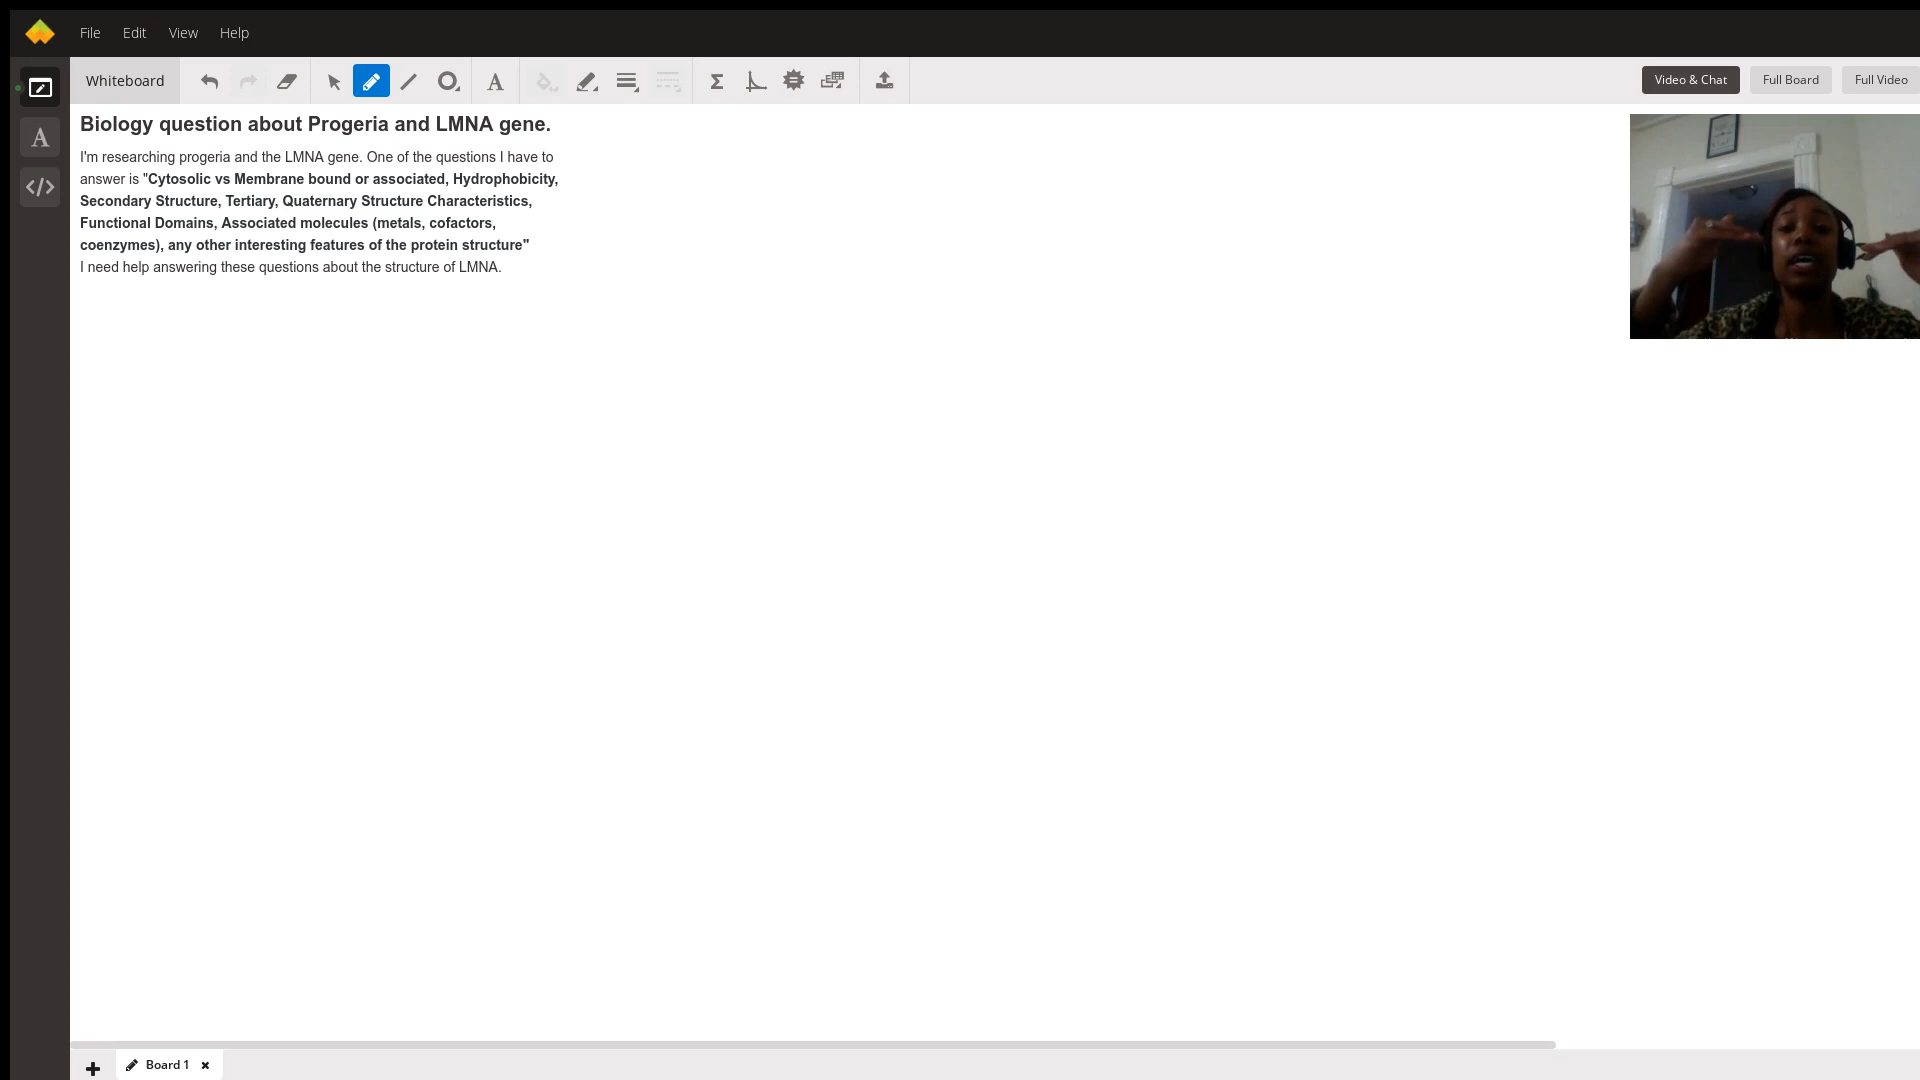 File Edit View Help
Whiteboard
A
Σ
Video & Chat Full Board Full Video
A
</>
Biology question about Progeria and LMNA gene.
I'm researching progeria and the LMNA gene. One of the questions I have to
answer is "Cytosolic vs Membrane bound or associated, Hydrophobicity,
Secondary Structure, Tertiary, Quaternary Structure Characteristics,
Functional Domains, Associated molecules (metals, cofactors,
coenzymes), any other interesting features of the protein structure"
I need help answering these questions about the structure of LMNA.
Board 1